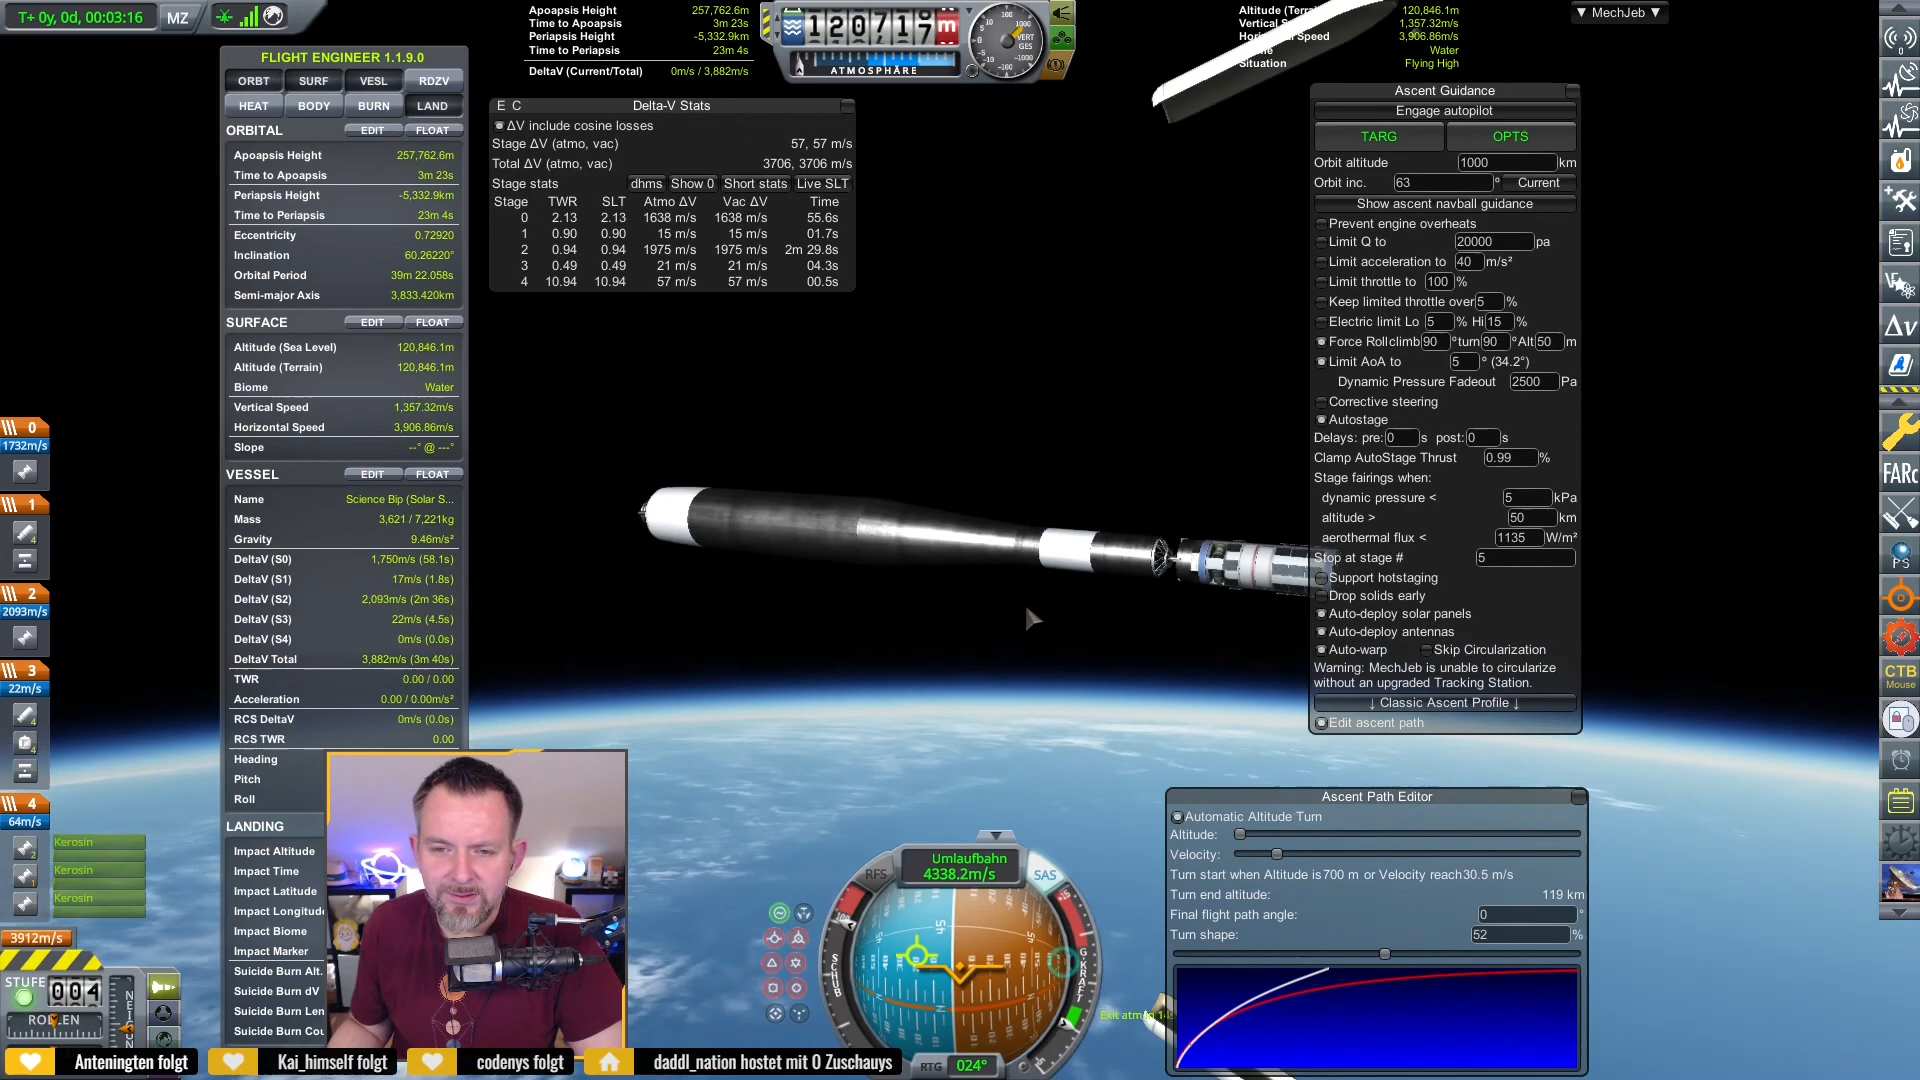 T+ 0y, 0d, 00:03:16
MZ
Apoapsis Height 257,762.6m
Time to Apoapsis 3m 23s
Periapsis Height -5,332.9km
Time to Periapsis 23m 4s
DeltaV (Current/Total) 0m/s / 3,882m/s
m
ATMOSPHÄRE
VERT
GES
Altitude (Terra 120,846.1m
Vertical S 1,357.32m/s
Speed 3,906.86m/s
Water
Situation Flying High
▼ MechJeb ▼
FLIGHT ENGINEER 1.1.9.0
ORBT SURF VESL RDZV
HEAT BODY BURN LAND
ORBITAL EDIT FLOAT
Apoapsis Height 257,762.6m
Time to Apoapsis 3m 23s
Periapsis Height -5,332.9km
Time to Periapsis 23m 4s
Eccentricity 0.72920
Inclination 60.26220°
Orbital Period 39m 22.058s
Semi-major Axis 3,833.420km
SURFACE EDIT FLOAT
Altitude (Sea Level) 120,846.1m
Altitude (Terrain) 120,846.1m
Biome Water
Vertical Speed 1,357.32m/s
Horizontal Speed 3,906.86m/s
Slope --° @ ---°
VESSEL EDIT FLOAT
Name Science Bip (Solar S...
Mass 3,621 / 7,221kg
Gravity 9.46m/s²
DeltaV (S0) 1,750m/s (58.1s)
DeltaV (S1) 17m/s (1.8s)
DeltaV (S2) 2,093m/s (2m 36s)
DeltaV (S3) 22m/s (4.5s)
DeltaV (S4) 0m/s (0.0s)
DeltaV Total 3,882m/s (3m 40s)
TWR 0.00 / 0.00
Acceleration 0.00 / 0.00m/s²
RCS DeltaV 0m/s (0.0s)
RCS TWR 0.00
Heading
Pitch
Roll
LANDING
Impact Altitude
Impact Time
Impact Latitude
Impact Longitud
Impact Biome
Impact Marker
Suicide Burn Alt.
Suicide Burn dV
Suicide Burn Len
Suicide Burn Cou
E C Delta-V Stats
ΔV include cosine losses
Stage ΔV (atmo, vac) 57, 57 m/s
Total ΔV (atmo, vac) 3706, 3706 m/s
Stage stats dhms Show 0 Short stats Live SLT
Stage TWR SLT Atmo ΔV Vac ΔV Time
0 2.13 2.13 1638 m/s 1638 m/s 55.6s
1 0.90 0.90 15 m/s 15 m/s 01.7s
2 0.94 0.94 1975 m/s 1975 m/s 2m 29.8s
3 0.49 0.49 21 m/s 21 m/s 04.3s
4 10.94 10.94 57 m/s 57 m/s 00.5s
Ascent Guidance
Engage autopilot
TARG OPTS
Orbit altitude 1000 km
Orbit inc. 63 ° Current
Show ascent navball guidance
Prevent engine overheats
Limit Q to 20000 pa
Limit acceleration to 40 m/s²
Limit throttle to 100 %
Keep limited throttle over 5 %
Electric limit Lo 5 % Hi 15 %
Force Roll climb 90 ° turn 90 ° Alt 50 m
Limit AoA to 5 ° (34.2°)
Dynamic Pressure Fadeout 2500 Pa
Corrective steering
Autostage
Delays: pre: 0 s post: 0 s
Clamp AutoStage Thrust 0.99 %
Stage fairings when:
dynamic pressure < 5 kPa
altitude > 50 km
aerothermal flux < 1135 W/m²
Stop at stage # 5
Support hotstaging
Drop solids early
Auto-deploy solar panels
Auto-deploy antennas
Auto-warp Skip Circularization
Warning: MechJeb is unable to circularize
without an upgraded Tracking Station.
↓ Classic Ascent Profile ↓
Edit ascent path
Ascent Path Editor
Automatic Altitude Turn
Altitude:
Velocity:
Turn start when Altitude is 700 m or Velocity reach 30.5 m/s
Turn end altitude: 119 km
Final flight path angle: 0 °
Turn shape: 52 %
0
1732m/s
1
2
2093m/s
3
22m/s
4
64m/s
Kerosin
Kerosin
Kerosin
3912m/s
STUFE 004
Umlaufbahn
4338.2m/s
RFS SAS
SCHUB
G-KRAFT
RTG 024°
FARc
Δv
PS
CTB
Mouse
Anteningten folgt
Kai_himself folgt
codenys folgt
daddl_nation hostet mit 0 Zuschauys